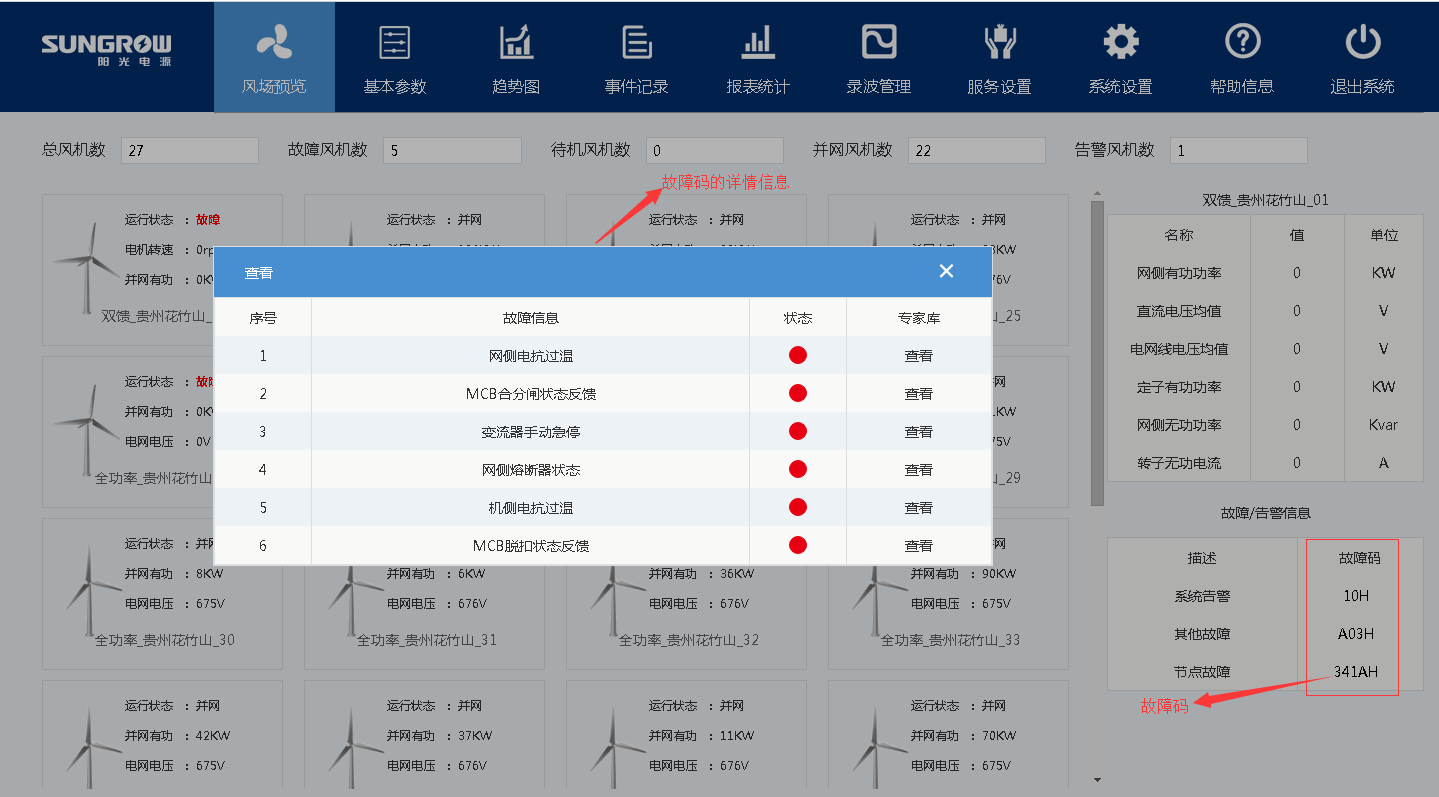 SUNGROW
阳光电源
风场预览 基本参数 趋势图 事件记录 报表统计 录波管理 服务设置 系统设置 帮助信息 退出系统
总风机数 27 故障风机数 5 待机风机数 0 并网风机数 22 告警风机数 1
故障码的详情信息
运行状态 : 故障
电机转速 : 0rp
并网有功 : 0K
双馈_贵州花竹山_
运行状态 : 并网
运行状态 : 并网
运行状态 : 并网
KW
76V
_25
双馈_贵州花竹山_01
名称 值 单位
网侧有功功率 0 KW
直流电压均值 0 V
电网线电压均值 0 V
定子有功功率 0 KW
网侧无功功率 0 Kvar
转子无功电流 0 A
查看
序号 故障信息 状态 专家库
1 网侧电抗过温 查看
2 MCB合分闸状态反馈 查看
3 变流器手动急停 查看
4 网侧熔断器状态 查看
5 机侧电抗过温 查看
6 MCB脱扣状态反馈 查看
运行状态 : 故
并网有功 : 0K
电网电压 : 0V
全功率_贵州花竹山
网
KW
75V
_29
故障/告警信息
描述 故障码
系统告警 10H
其他故障 A03H
节点故障 341AH
故障码
运行状态 : 并
并网有功 : 8KW
电网电压 : 675V
全功率_贵州花竹山_30
并网有功 : 6KW
电网电压 : 676V
全功率_贵州花竹山_31
并网有功 : 36KW
电网电压 : 676V
全功率_贵州花竹山_32
网
并网有功 : 90KW
电网电压 : 675V
全功率_贵州花竹山_33
运行状态 : 并网
并网有功 : 42KW
电网电压 : 675V
运行状态 : 并网
并网有功 : 37KW
电网电压 : 676V
运行状态 : 并网
并网有功 : 11KW
电网电压 : 676V
运行状态 : 并网
并网有功 : 70KW
电网电压 : 675V